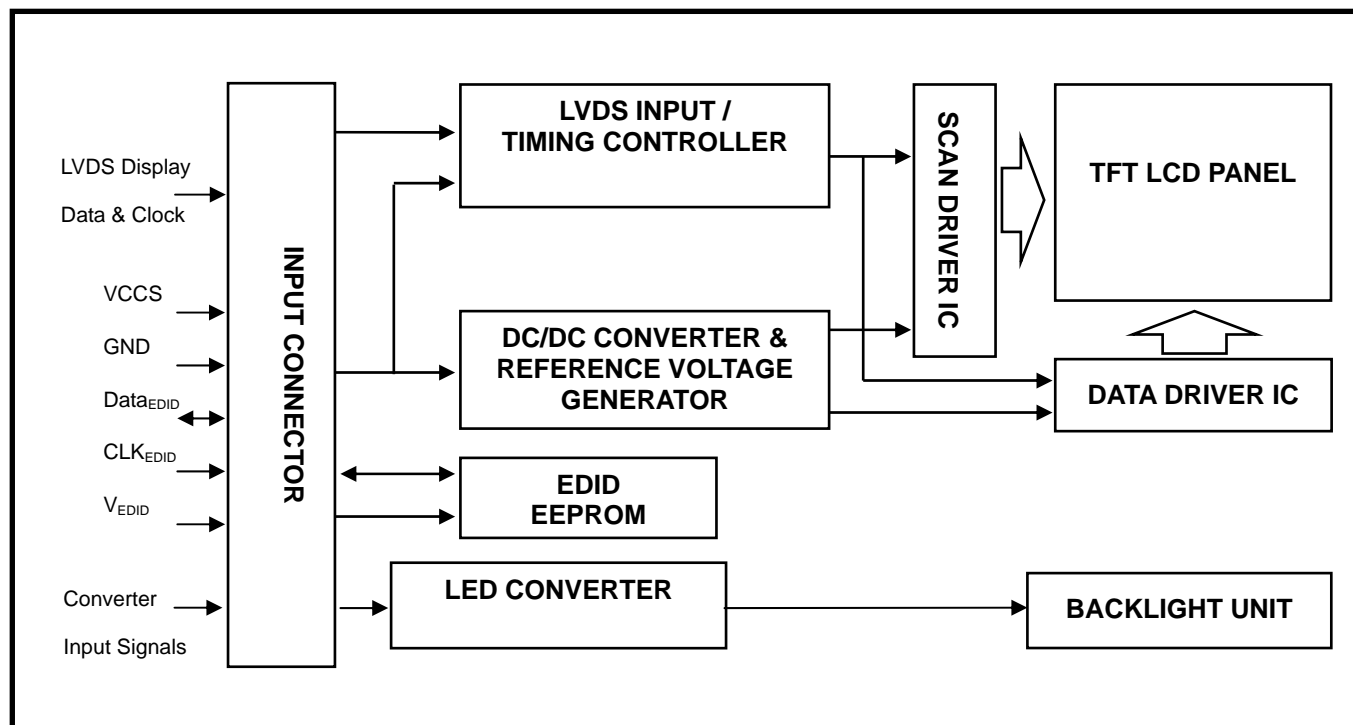 LVDS Display
Data & Clock
VCCS
GND
DataEDID
CLKEDID
VEDID
Converter
Input Signals
INPUT CONNECTOR
LVDS INPUT /
TIMING CONTROLLER
DC/DC CONVERTER &
REFERENCE VOLTAGE
GENERATOR
EDID
EEPROM
LED CONVERTER
SCAN DRIVER IC
TFT LCD PANEL
DATA DRIVER IC
BACKLIGHT UNIT